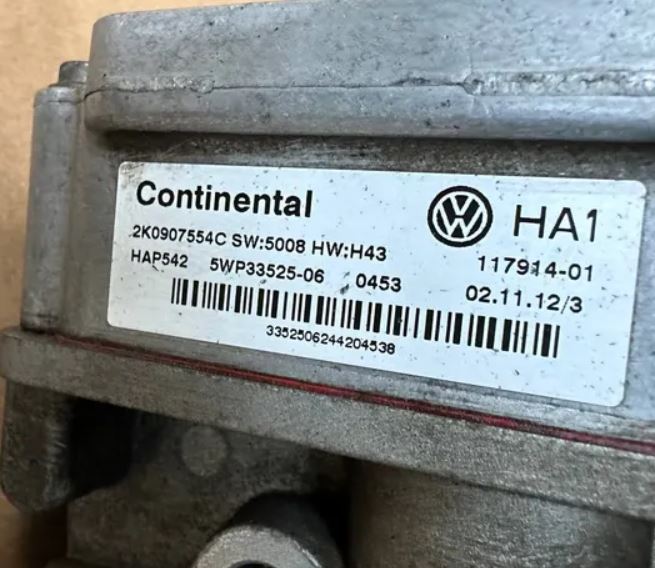 Continental
HA1
2K0907554C SW:5008 HW:H43
117914-01
HAP542 5WP33525-06 0453
02.11.12/3
3352506244204538